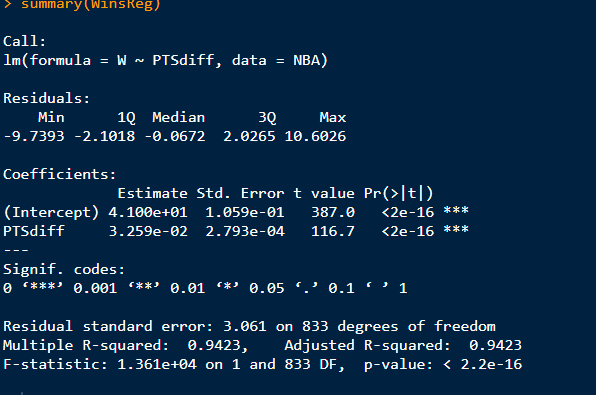 > summary(WinsReg)
Call:
lm(formula = W ~ PTSdiff, data = NBA)
Residuals:
    Min      1Q  Median      3Q     Max
-9.7393 -2.1018 -0.0672  2.0265 10.6026
Coefficients:
             Estimate Std. Error t value Pr(>|t|)
(Intercept) 4.100e+01  1.059e-01   387.0   <2e-16 ***
PTSdiff     3.259e-02  2.793e-04   116.7   <2e-16 ***
---
Signif. codes:
0 ‘***’ 0.001 ‘**’ 0.01 ‘*’ 0.05 ‘.’ 0.1 ‘ ’ 1
Residual standard error: 3.061 on 833 degrees of freedom
Multiple R-squared:  0.9423,    Adjusted R-squared:  0.9423
F-statistic: 1.361e+04 on 1 and 833 DF,  p-value: < 2.2e-16